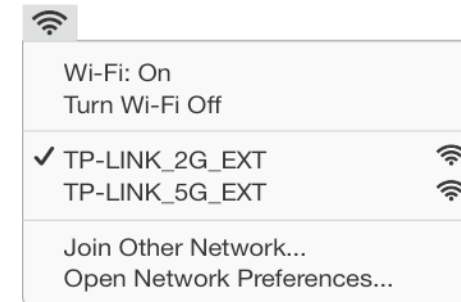 Wi-Fi: On
Turn Wi-Fi Off
TP-LINK_2G_EXT
TP-LINK_5G_EXT
Join Other Network...
Open Network Preferences...